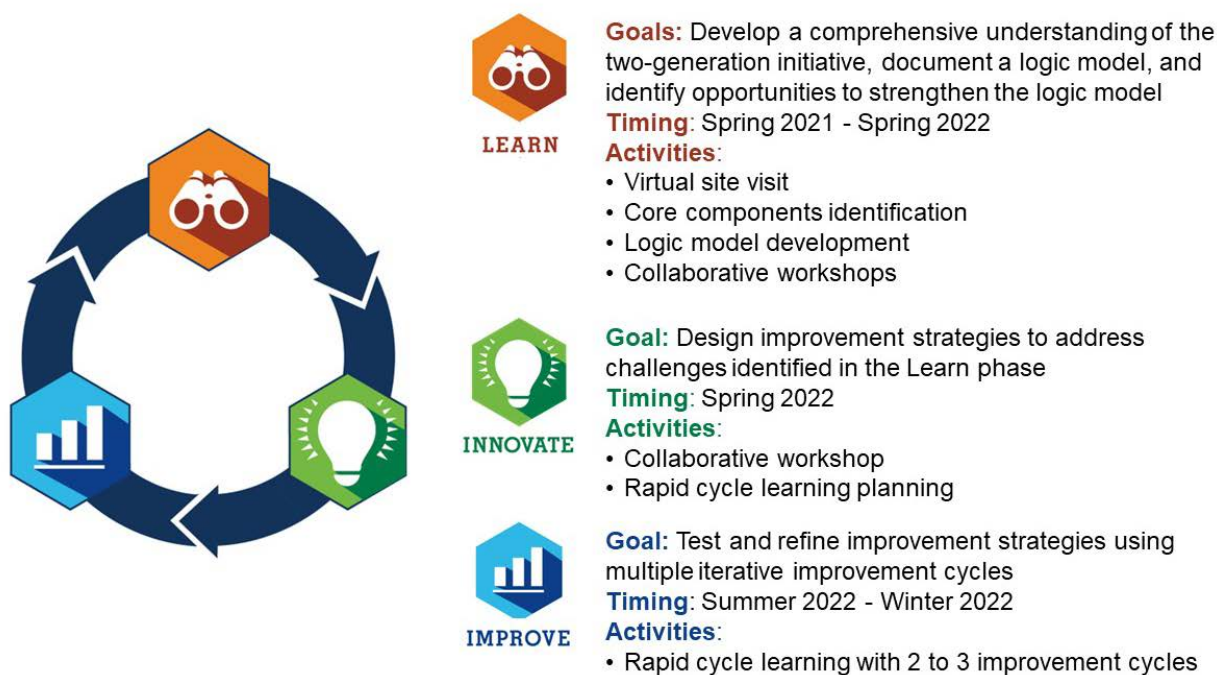 Goals: Develop a comprehensive understanding of the
two-generation initiative, document a logic model, and
identify opportunities to strengthen the logic model
LEARN
Timing: Spring 2021 - Spring 2022
Activities:
• Virtual site visit
• Core components identification
• Logic model development
• Collaborative workshops
Goal: Design improvement strategies to address
challenges identified in the Learn phase
Timing: Spring 2022
INNOVATE
Activities:
• Collaborative workshop
• Rapid cycle learning planning
Goal: Test and refine improvement strategies using
multiple iterative improvement cycles
Timing: Summer 2022 - Winter 2022
IMPROVE
Activities:
• Rapid cycle learning with 2 to 3 improvement cycles